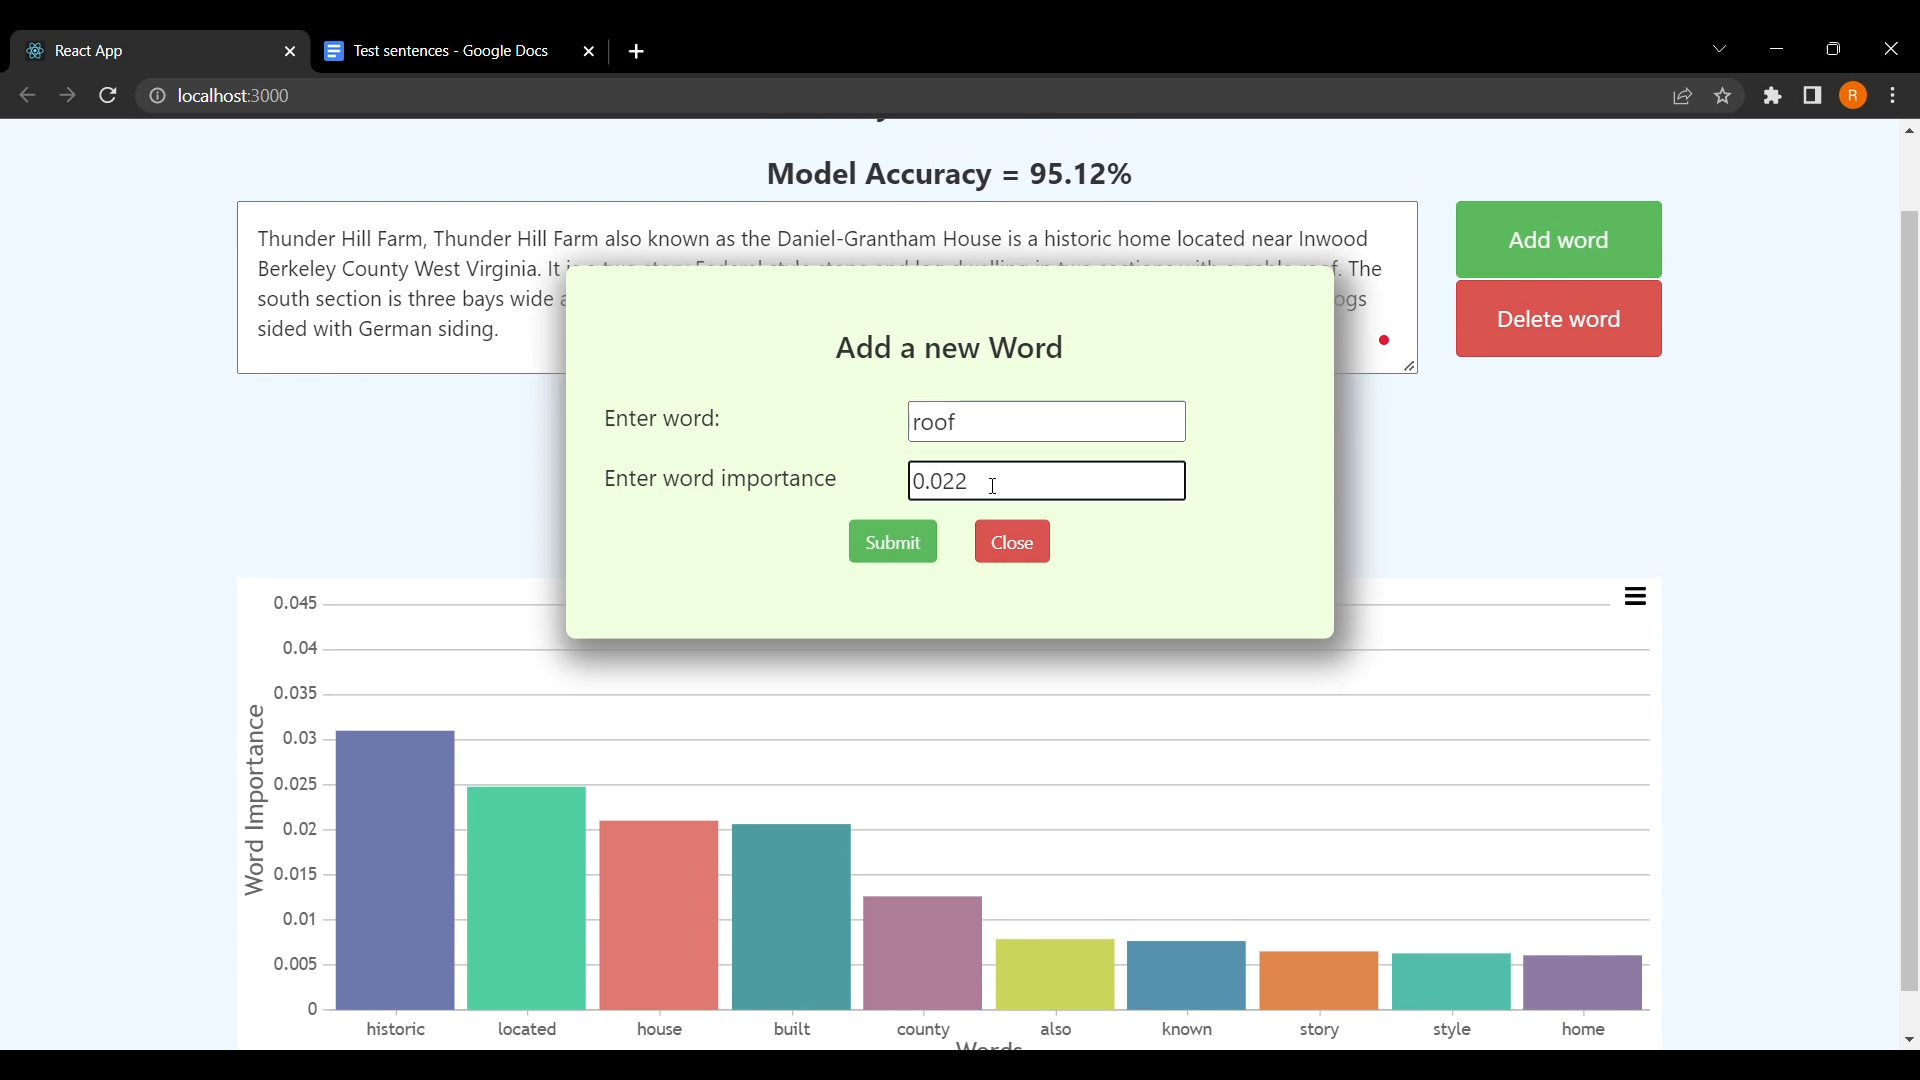 React App
Test sentences - Google Docs
localhost:3000
R
Model Accuracy = 95.12%
Thunder Hill Farm, Thunder Hill Farm also known as the Daniel-Grantham House is a historic home located near Inwood
Berkeley County West Virginia. It
The
south section is three bays wide
ogs
sided with German siding.
Add word
Delete word
Add a new Word
Enter word:
roof
Enter word importance
0.022
Submit
Close
Word Importance
0.045
0.04
0.035
0.03
0.025
0.02
0.015
0.01
0.005
0
historic
located
house
built
county
also
known
story
style
home
Words